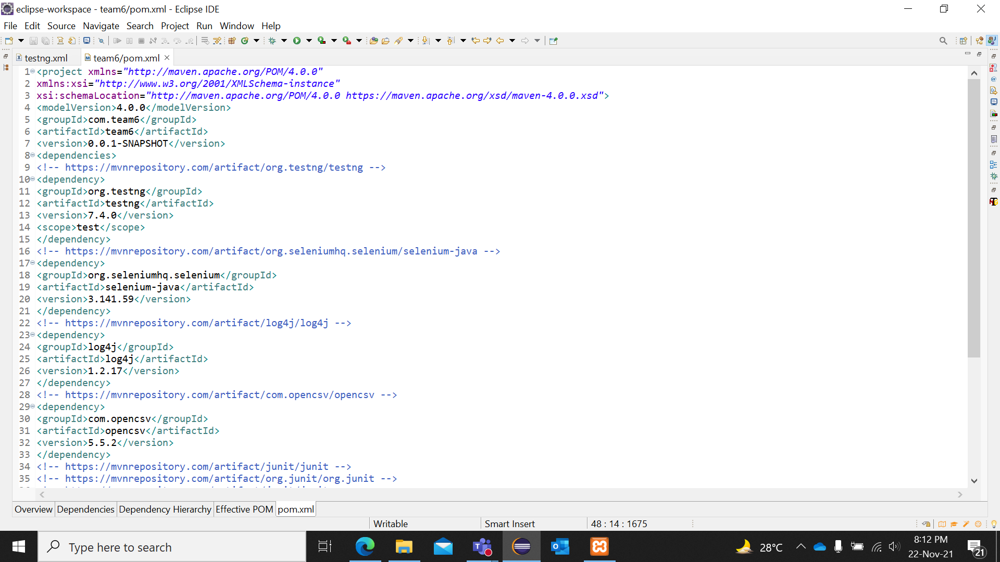 eclipse-workspace - team6/pom.xml - Eclipse IDE
File Edit Source Navigate Search Project Run Window Help
testng.xml team6/pom.xml
1 <project xmlns="http://maven.apache.org/POM/4.0.0"
2 xmlns:xsi="http://www.w3.org/2001/XMLSchema-instance"
3 xsi:schemaLocation="http://maven.apache.org/POM/4.0.0 https://maven.apache.org/xsd/maven-4.0.0.xsd">
4 <modelVersion>4.0.0</modelVersion>
5 <groupId>com.team6</groupId>
6 <artifactId>team6</artifactId>
7 <version>0.0.1-SNAPSHOT</version>
8 <dependencies>
9 <!-- https://mvnrepository.com/artifact/org.testng/testng -->
10 <dependency>
11 <groupId>org.testng</groupId>
12 <artifactId>testng</artifactId>
13 <version>7.4.0</version>
14 <scope>test</scope>
15 </dependency>
16 <!-- https://mvnrepository.com/artifact/org.seleniumhq.selenium/selenium-java -->
17 <dependency>
18 <groupId>org.seleniumhq.selenium</groupId>
19 <artifactId>selenium-java</artifactId>
20 <version>3.141.59</version>
21 </dependency>
22 <!-- https://mvnrepository.com/artifact/log4j/log4j -->
23 <dependency>
24 <groupId>log4j</groupId>
25 <artifactId>log4j</artifactId>
26 <version>1.2.17</version>
27 </dependency>
28 <!-- https://mvnrepository.com/artifact/com.opencsv/opencsv -->
29 <dependency>
30 <groupId>com.opencsv</groupId>
31 <artifactId>opencsv</artifactId>
32 <version>5.5.2</version>
33 </dependency>
34 <!-- https://mvnrepository.com/artifact/junit/junit -->
35 <!-- https://mvnrepository.com/artifact/org.junit/org.junit -->
Overview Dependencies Dependency Hierarchy Effective POM pom.xml
Writable Smart Insert 48 : 14 : 1675
Type here to search
28°C
8:12 PM
22-Nov-21
21